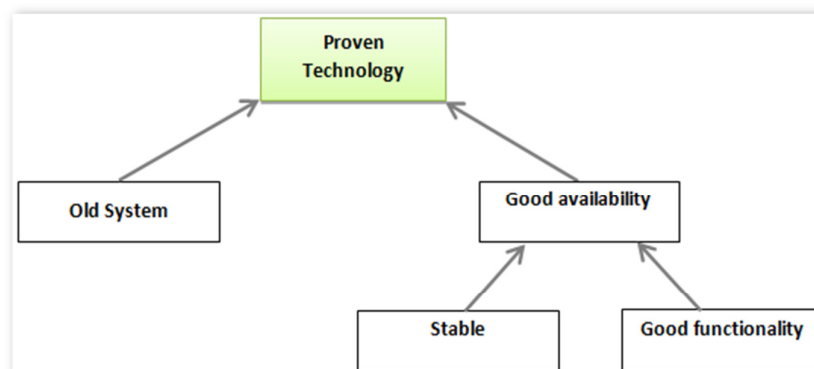 Proven
Technology
Old System
Good availability
Stable
Good functionality